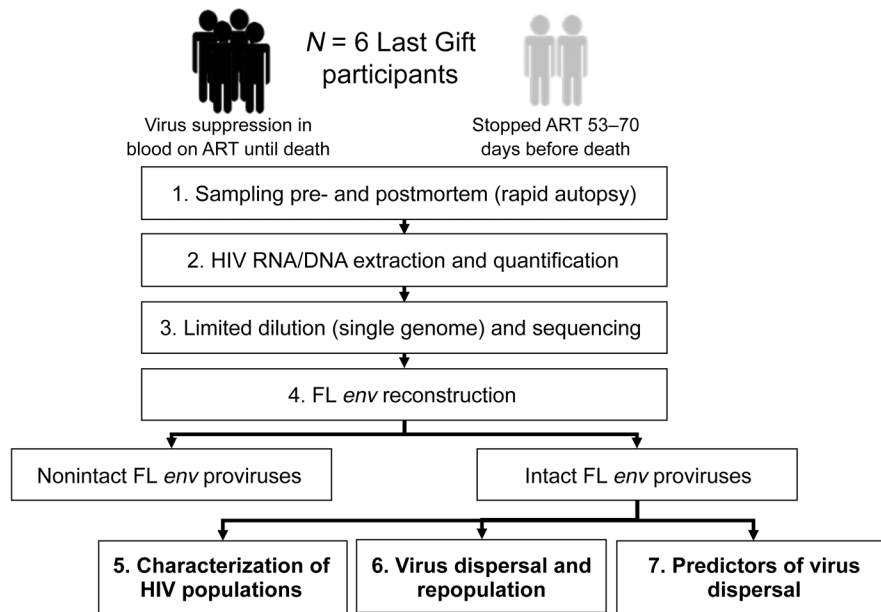 N = 6 Last Gift
participants
Virus suppression in
blood on ART until death
Stopped ART 53–70
days before death
1. Sampling pre- and postmortem (rapid autopsy)
2. HIV RNA/DNA extraction and quantification
3. Limited dilution (single genome) and sequencing
4. FL env reconstruction
Nonintact FL env proviruses
Intact FL env proviruses
5. Characterization of
HIV populations
6. Virus dispersal and
repopulation
7. Predictors of virus
dispersal